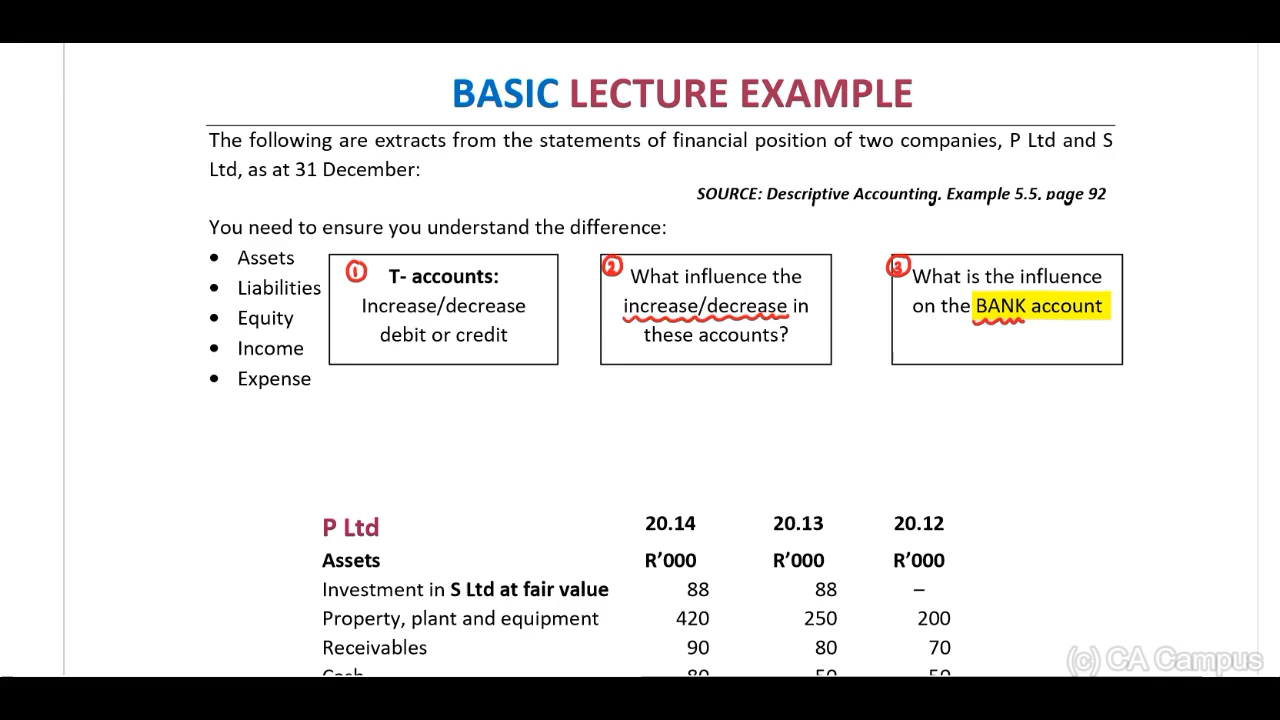 BASIC LECTURE EXAMPLE
The following are extracts from the statements of financial position of two companies, P Ltd and S
Ltd, as at 31 December:
SOURCE: Descriptive Accounting. Example 5.5. page 92
You need to ensure you understand the difference:
• Assets
• Liabilities
• Equity
• Income
• Expense
1 T- accounts:
Increase/decrease
debit or credit
2 What influence the
increase/decrease in
these accounts?
3 What is the influence
on the BANK account
P Ltd 20.14 20.13 20.12
Assets R’000 R’000 R’000
Investment in S Ltd at fair value 88 88 –
Property, plant and equipment 420 250 200
Receivables 90 80 70
Cash 80 50 50
(c) CA Campus